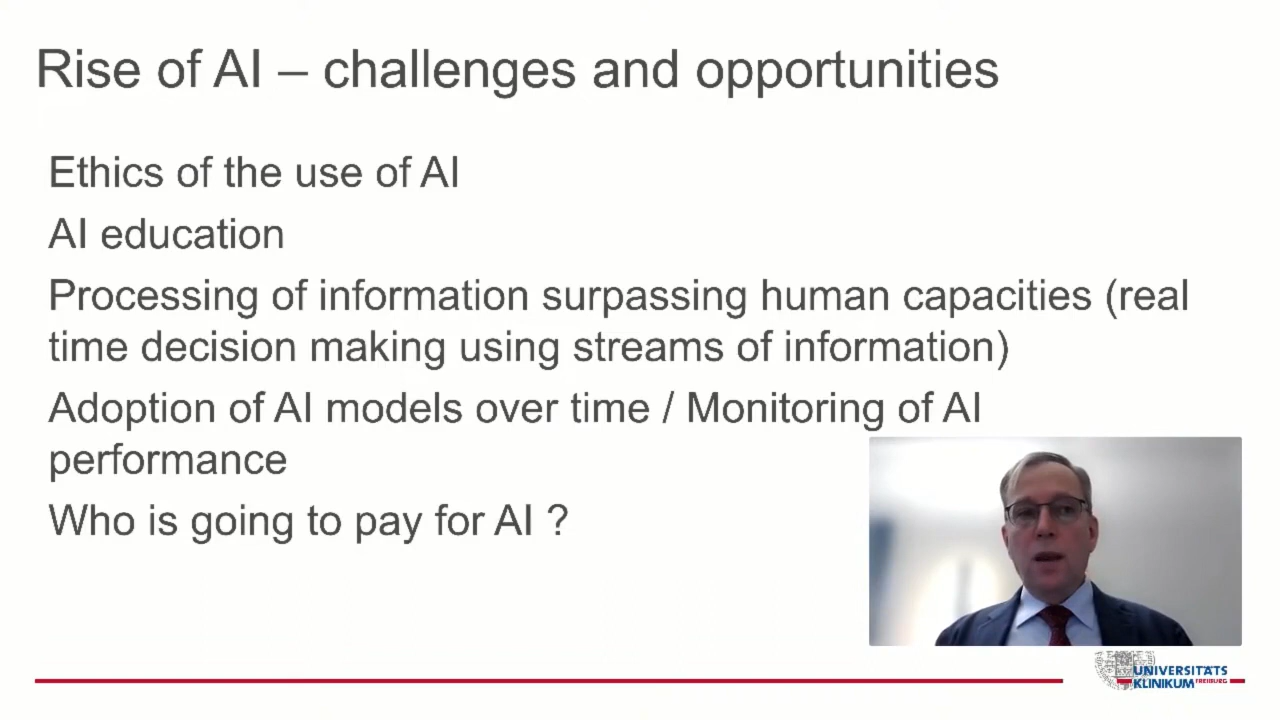 Rise of AI – challenges and opportunities
Ethics of the use of AI
AI education
Processing of information surpassing human capacities (real
time decision making using streams of information)
Adoption of AI models over time / Monitoring of AI
performance
Who is going to pay for AI ?
UNIVERSITÄTS
KLINIKUM FREIBURG